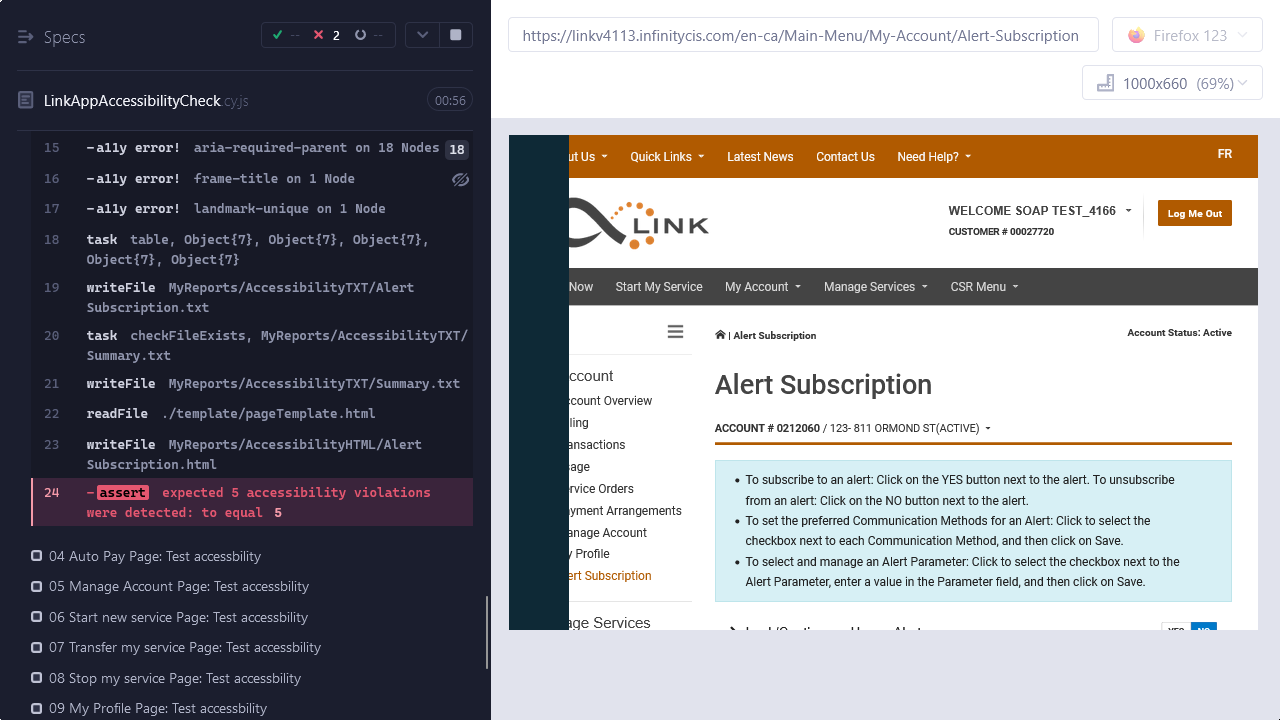 Specs
-- 2 --
https://linkv4113.infinitycis.com/en-ca/Main-Menu/My-Account/Alert-Subscription
Firefox 123
1000x660 (69%)
LinkAppAccessibilityCheck.cy.js
00:56
15 -a11y error! aria-required-parent on 18 Nodes 18
16 -a11y error! frame-title on 1 Node
17 -a11y error! landmark-unique on 1 Node
18 task table, Object{7}, Object{7}, Object{7},
Object{7}, Object{7}
19 writeFile MyReports/AccessibilityTXT/Alert
Subscription.txt
20 task checkFileExists, MyReports/AccessibilityTXT/
Summary.txt
21 writeFile MyReports/AccessibilityTXT/Summary.txt
22 readFile ./template/pageTemplate.html
23 writeFile MyReports/AccessibilityHTML/Alert
Subscription.html
24 -assert expected 5 accessibility violations
were detected: to equal 5
04 Auto Pay Page: Test accessbility
05 Manage Account Page: Test accessbility
06 Start new service Page: Test accessbility
07 Transfer my service Page: Test accessbility
08 Stop my service Page: Test accessbility
09 My Profile Page: Test accessbility
ut Us Quick Links Latest News Contact Us Need Help? FR
LINK
WELCOME SOAP TEST_4166
CUSTOMER # 00027720
Log Me Out
Now Start My Service My Account Manage Services CSR Menu
ccount
ccount Overview
ling
ansactions
age
rvice Orders
yment Arrangements
anage Account
y Profile
ert Subscription
age Services
| Alert Subscription
Account Status: Active
Alert Subscription
ACCOUNT # 0212060 / 123- 811 ORMOND ST(ACTIVE)
• To subscribe to an alert: Click on the YES button next to the alert. To unsubscribe
from an alert: Click on the NO button next to the alert.
• To set the preferred Communication Methods for an Alert: Click to select the
checkbox next to each Communication Method, and then click on Save.
• To select and manage an Alert Parameter: Click to select the checkbox next to the
Alert Parameter, enter a value in the Parameter field, and then click on Save.
YES NO